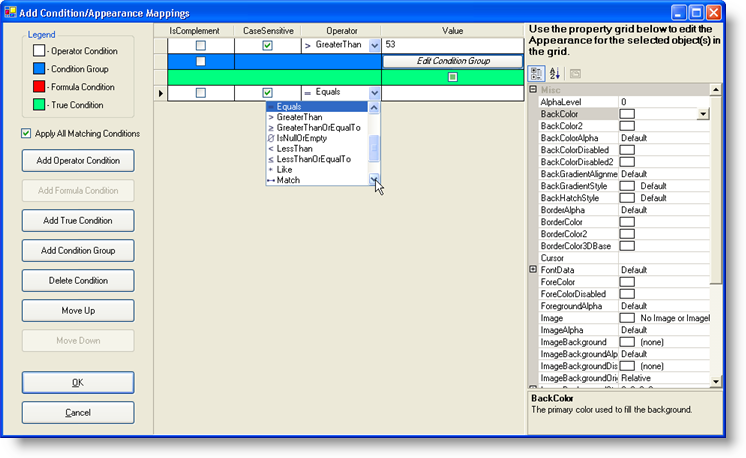 Add Condition/Appearance Mappings
Legend
- Operator Condition
- Condition Group
- Formula Condition
- True Condition
Apply All Matching Conditions
Add Operator Condition
Add Formula Condition
Add True Condition
Add Condition Group
Delete Condition
Move Up
Move Down
OK
Cancel
IsComplement CaseSensitive Operator Value
> GreaterThan 53
Edit Condition Group
= Equals
= Equals
> GreaterThan
≥ GreaterThanOrEqualTo
IsNullOrEmpty
< LessThan
≤ LessThanOrEqualTo
* Like
Match
Use the property grid below to edit the
Appearance for the selected object(s) in
the grid.
Misc
AlphaLevel 0
BackColor
BackColor2
BackColorAlpha Default
BackColorDisabled
BackColorDisabled2
BackGradientAlignme Default
BackGradientStyle Default
BackHatchStyle Default
BorderAlpha Default
BorderColor
BorderColor2
BorderColor3DBase
Cursor
FontData Default
ForeColor
ForeColorDisabled
ForegroundAlpha Default
Image No Image or Imagel
ImageAlpha Default
ImageBackground (none)
ImageBackgroundAlp Default
ImageBackgroundDis (none)
ImageBackgroundOri Relative
BackColor
The primary color used to fill the background.